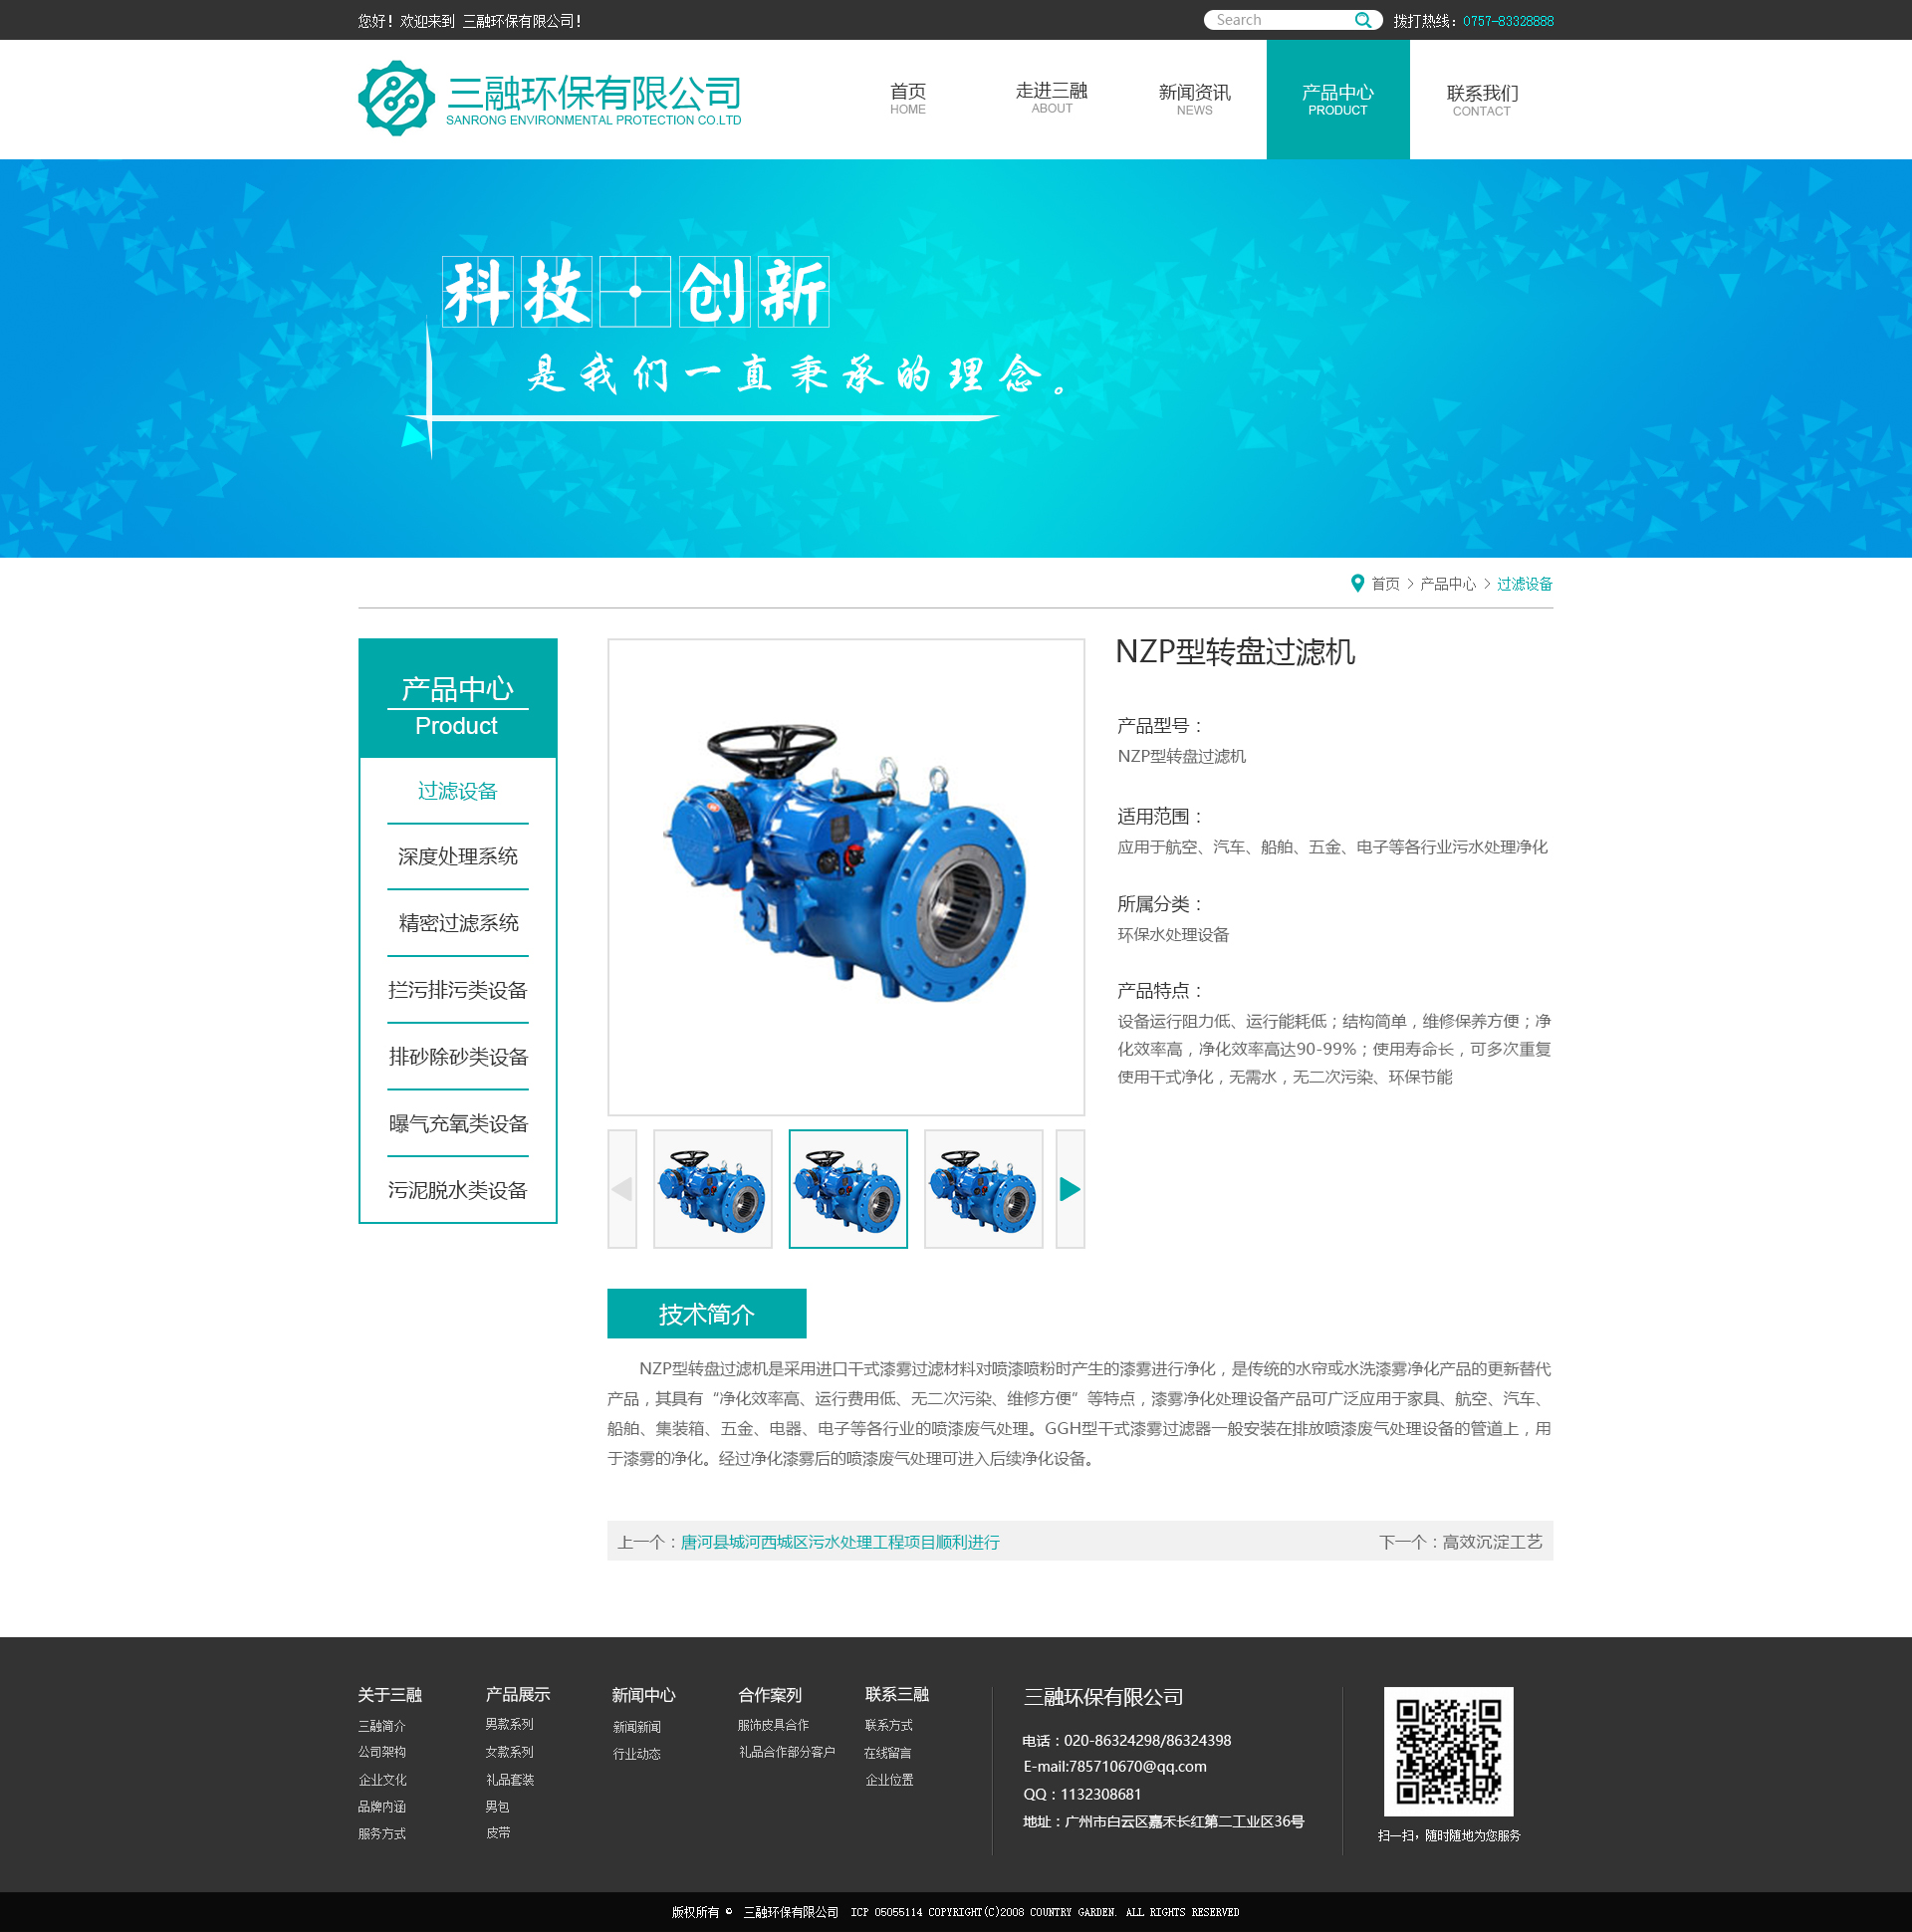 您好！欢迎来到 三融环保有限公司！
Search
拨打热线：0757-83328888
三融环保有限公司
SANRONG ENVIRONMENTAL PROTECTION CO.LTD
首页
HOME
走进三融
ABOUT
新闻资讯
NEWS
产品中心
PRODUCT
联系我们
CONTACT
科技·创新
是我们一直秉承的理念。
首页 > 产品中心 > 过滤设备
产品中心
Product
过滤设备
深度处理系统
精密过滤系统
拦污排污类设备
排砂除砂类设备
曝气充氧类设备
污泥脱水类设备
NZP型转盘过滤机
产品型号：
NZP型转盘过滤机
适用范围：
应用于航空、汽车、船舶、五金、电子等各行业污水处理净化
所属分类：
环保水处理设备
产品特点：
设备运行阻力低、运行能耗低；结构简单，维修保养方便；净
化效率高，净化效率高达90-99%；使用寿命长，可多次重复
使用干式净化，无需水，无二次污染、环保节能
技术简介
NZP型转盘过滤机是采用进口干式漆雾过滤材料对喷漆喷粉时产生的漆雾进行净化，是传统的水帘或水洗漆雾净化产品的更新替代
产品，其具有“净化效率高、运行费用低、无二次污染、维修方便”等特点，漆雾净化处理设备产品可广泛应用于家具、航空、汽车、
船舶、集装箱、五金、电器、电子等各行业的喷漆废气处理。GGH型干式漆雾过滤器一般安装在排放喷漆废气处理设备的管道上，用
于漆雾的净化。经过净化漆雾后的喷漆废气处理可进入后续净化设备。
上一个：唐河县城河西城区污水处理工程项目顺利进行
下一个：高效沉淀工艺
关于三融
三融简介
公司架构
企业文化
品牌内涵
服务方式
产品展示
男款系列
女款系列
礼品套装
男包
皮带
新闻中心
新闻新闻
行业动态
合作案列
服饰皮具合作
礼品合作部分客户
联系三融
联系方式
在线留言
企业位置
三融环保有限公司
电话：020-86324298/86324398
E-mail:785710670@qq.com
QQ：1132308681
地址：广州市白云区嘉禾长红第二工业区36号
扫一扫，随时随地为您服务
版权所有 © 三融环保有限公司 ICP 05055114 COPYRIGHT(C)2008 COUNTRY GARDEN. ALL RIGHTS RESERVED